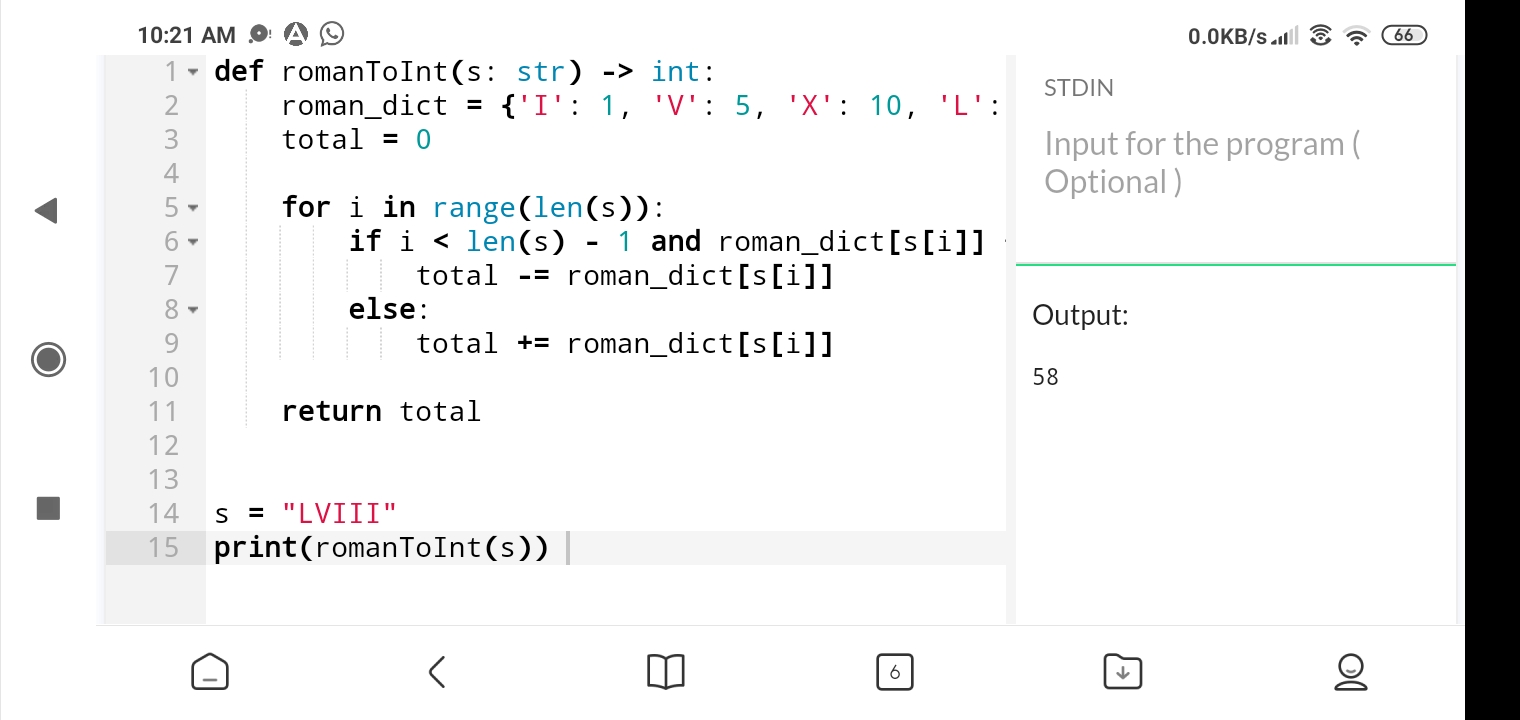 10:21 AM
0.0KB/s
66
1 def romanToInt(s: str) -> int:
2     roman_dict = {'I': 1, 'V': 5, 'X': 10, 'L':
3     total = 0
4
5     for i in range(len(s)):
6         if i < len(s) - 1 and roman_dict[s[i]]
7             total -= roman_dict[s[i]]
8         else:
9             total += roman_dict[s[i]]
10
11     return total
12
13
14 s = "LVIII"
15 print(romanToInt(s))
STDIN
Input for the program (
Optional )
Output:
58
6